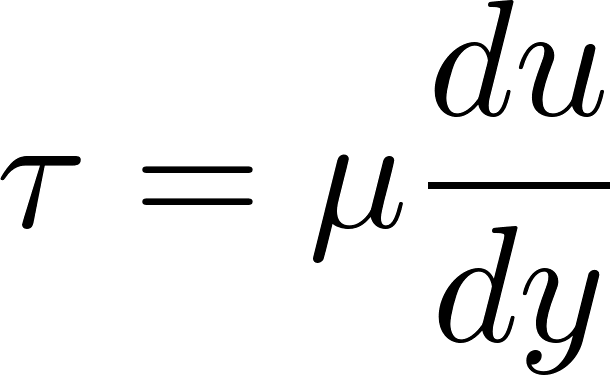 τ = μ du/dy